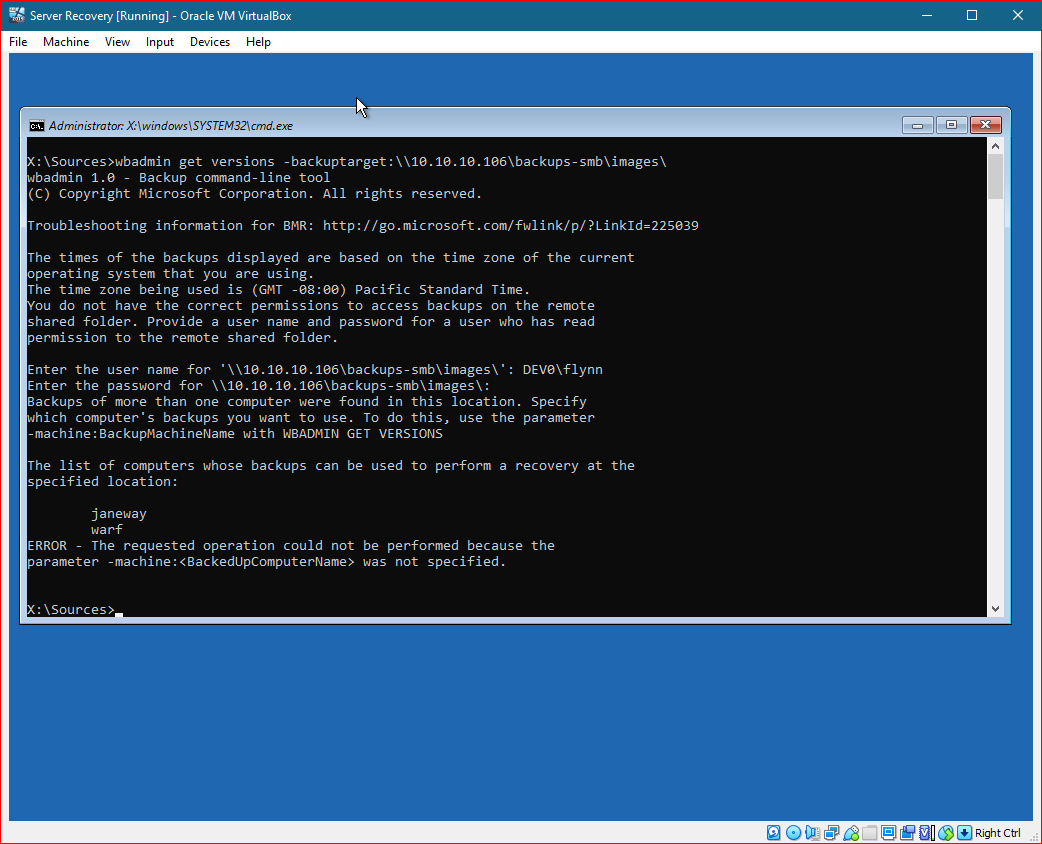 Server Recovery [Running] - Oracle VM VirtualBox
File Machine View Input Devices Help
Administrator: X:\windows\SYSTEM32\cmd.exe
X:\Sources>wbadmin get versions -backuptarget:\\10.10.10.106\backups-smb\images\
wbadmin 1.0 - Backup command-line tool
(C) Copyright Microsoft Corporation. All rights reserved.
Troubleshooting information for BMR: http://go.microsoft.com/fwlink/p/?LinkId=225039
The times of the backups displayed are based on the time zone of the current
operating system that you are using.
The time zone being used is (GMT -08:00) Pacific Standard Time.
You do not have the correct permissions to access backups on the remote
shared folder. Provide a user name and password for a user who has read
permission to the remote shared folder.
Enter the user name for '\\10.10.10.106\backups-smb\images\': DEV0\flynn
Enter the password for \\10.10.10.106\backups-smb\images\:
Backups of more than one computer were found in this location. Specify
which computer's backups you want to use. To do this, use the parameter
-machine:BackupMachineName with WBADMIN GET VERSIONS
The list of computers whose backups can be used to perform a recovery at the
specified location:
janeway
warf
ERROR - The requested operation could not be performed because the
parameter -machine:<BackedUpComputerName> was not specified.
X:\Sources>
Right Ctrl